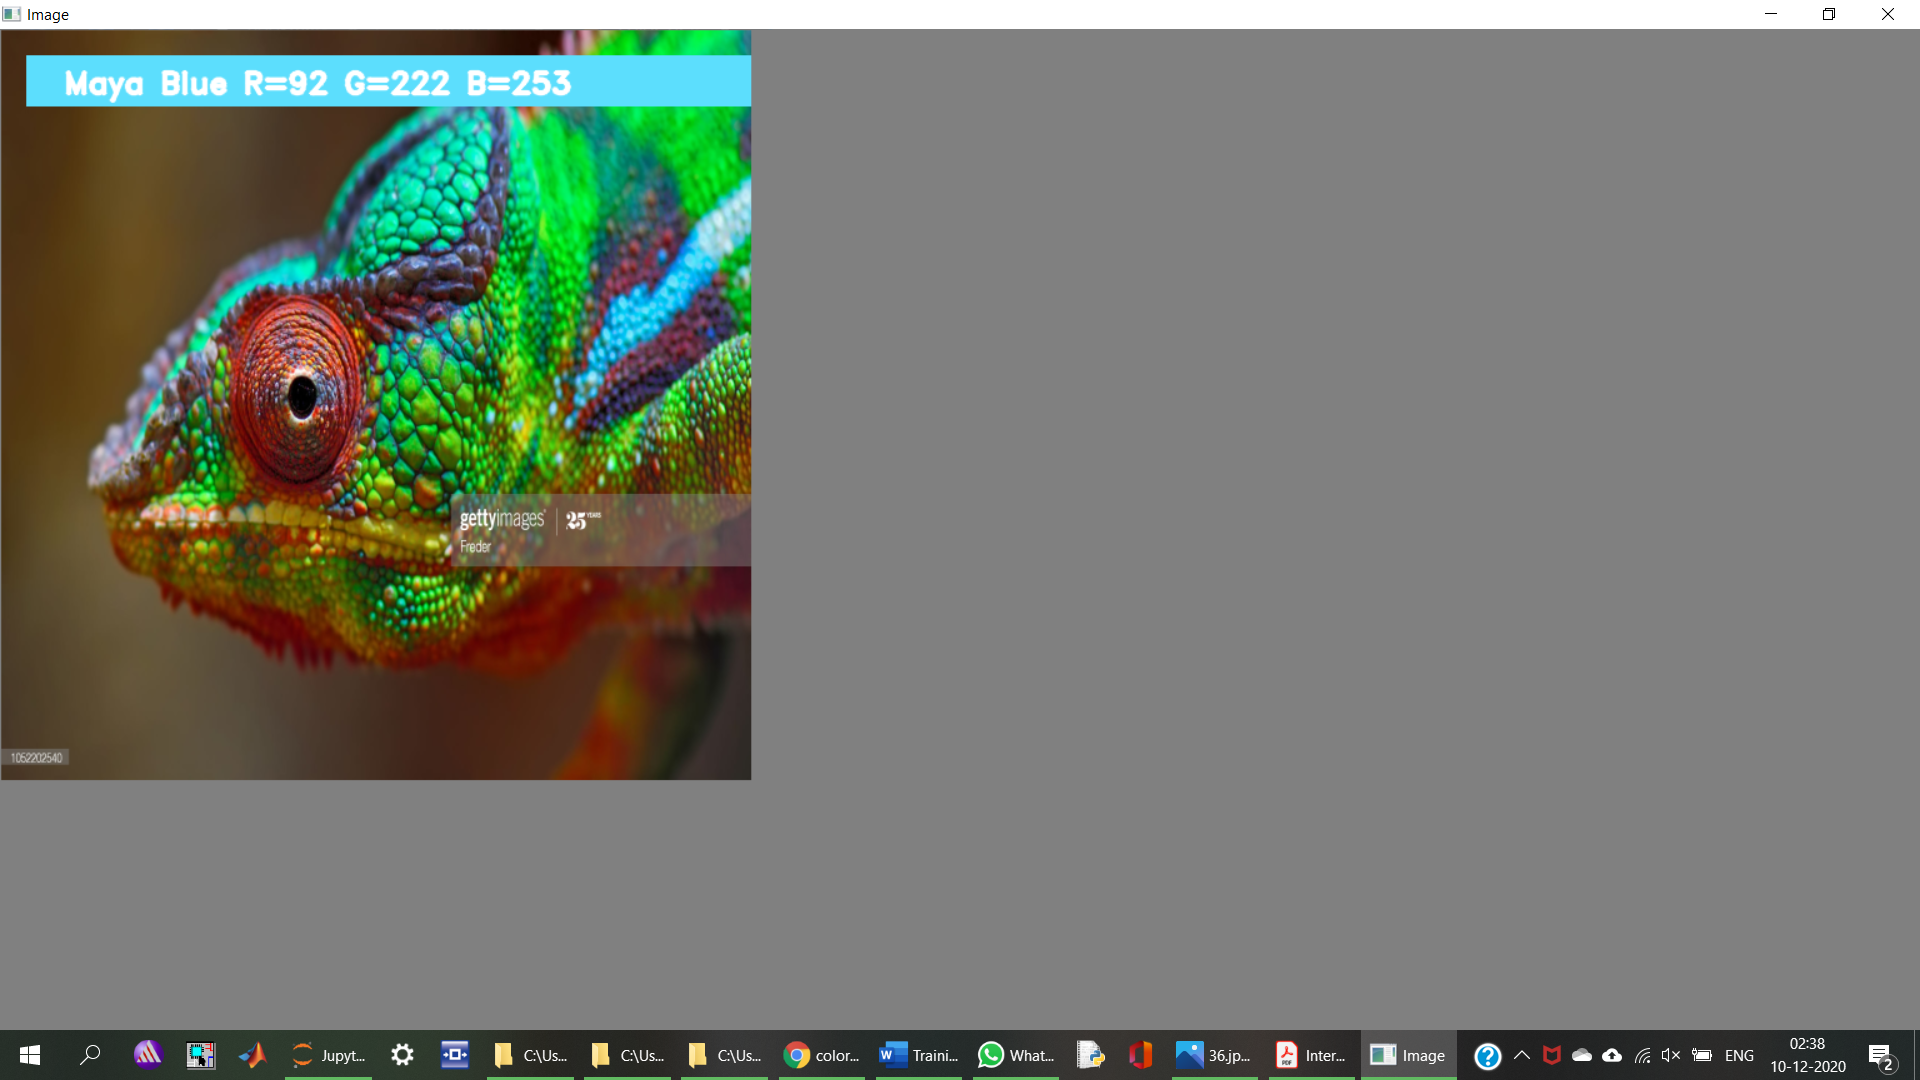 Image
Maya Blue R=92 G=222 B=253
gettyimages® 25 YEARS
Freder
1052202540
Jupyt... C:\Us... C:\Us... C:\Us... color... Traini... What... 36.jp... Inter... Image ENG 02:38
10-12-2020 2